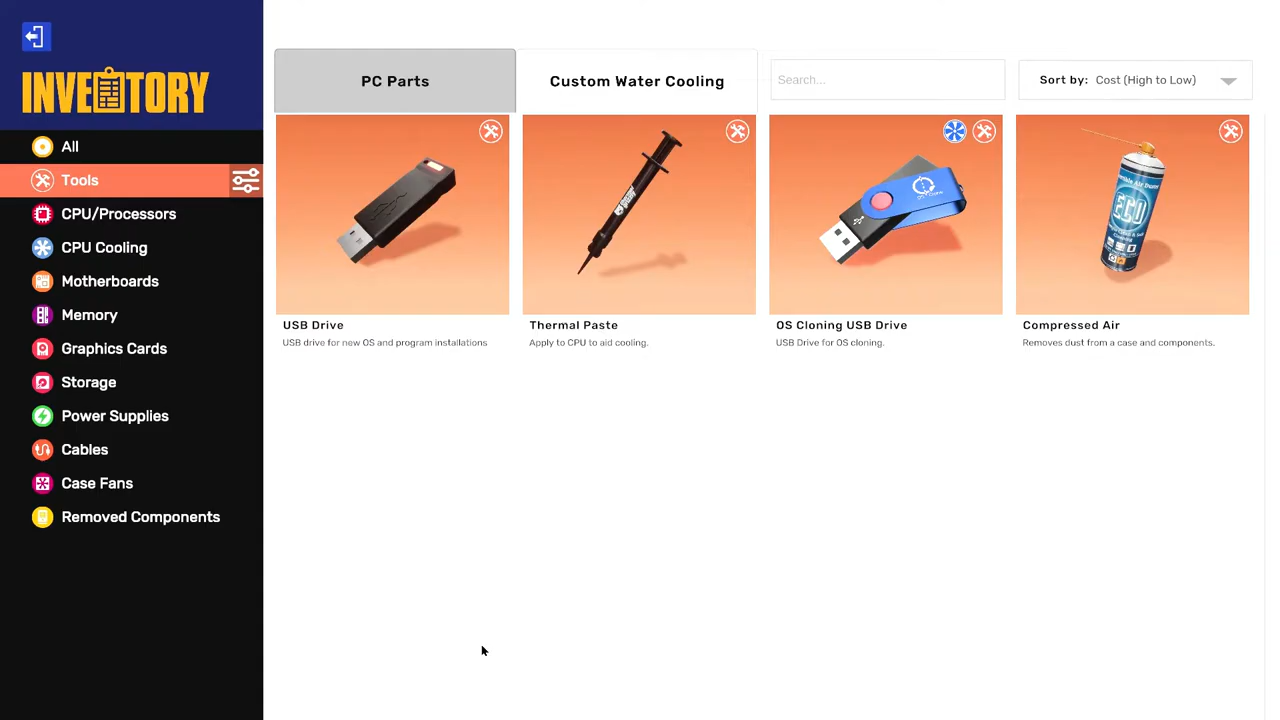 INVENTORY
All
Tools
CPU/Processors
CPU Cooling
Motherboards
Memory
Graphics Cards
Storage
Power Supplies
Cables
Case Fans
Removed Components
PC Parts
Custom Water Cooling
Search...
Sort by: Cost (High to Low)
USB Drive
USB drive for new OS and program installations
Thermal Paste
Apply to CPU to aid cooling.
OS Cloning USB Drive
USB Drive for OS cloning.
ECO
Compressed Air
Removes dust from a case and components.